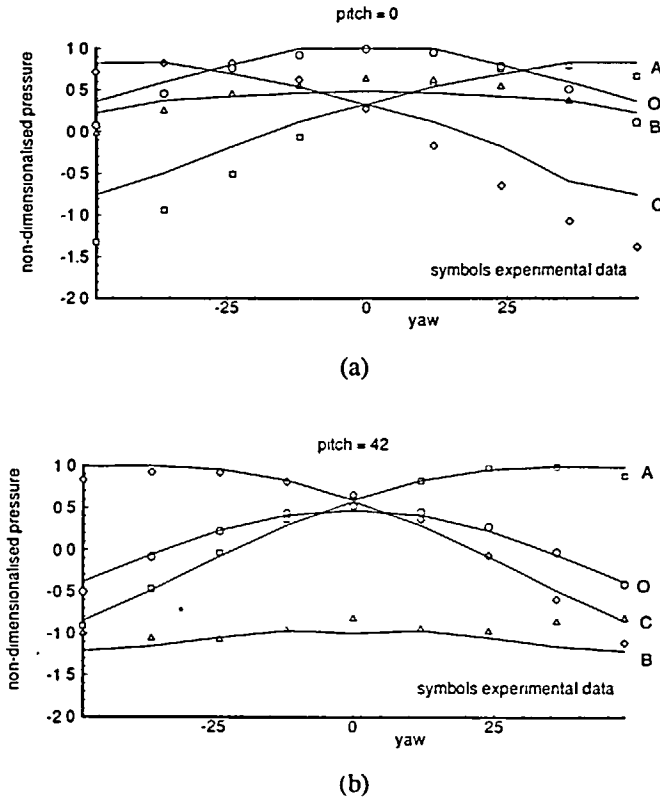 pitch = 0
non-dimensionalised pressure
1 0
0.5
0.0
-0.5
-1 0
-1.5
-2 0
A
O
B
C
symbols experimental data
-25
0
25
yaw
(a)
pitch = 42
non-dimensionalised pressure
1 0
0.5
0.0
-0.5
-1 0
-1.5
-2 0
A
O
C
B
symbols experimental data
-25
0
25
yaw
(b)